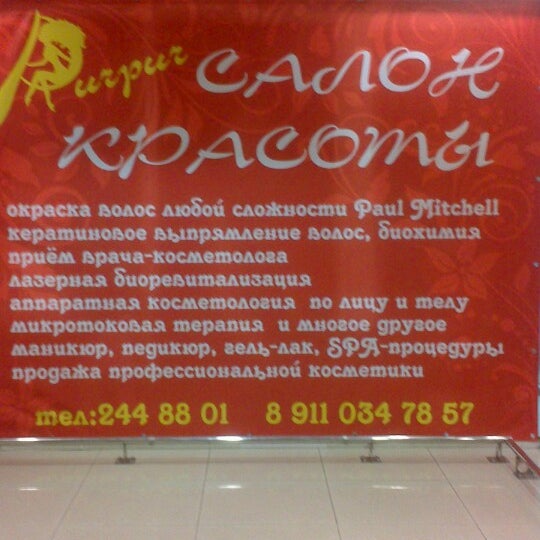 САЛОН
КРАСОТЫ
окраска волос любой сложности Paul Mitchell
кератиновое выпрямление волос, биохимия
приём врача-косметолога
лазерная биоревитализация
аппаратная косметология по лицу и телу
микротоковая терапия и многое другое
маникюр, педикюр, гель-лак, SPA-процедуры
продажа профессиональной косметики
тел:244 88 01 8 911 034 78 57